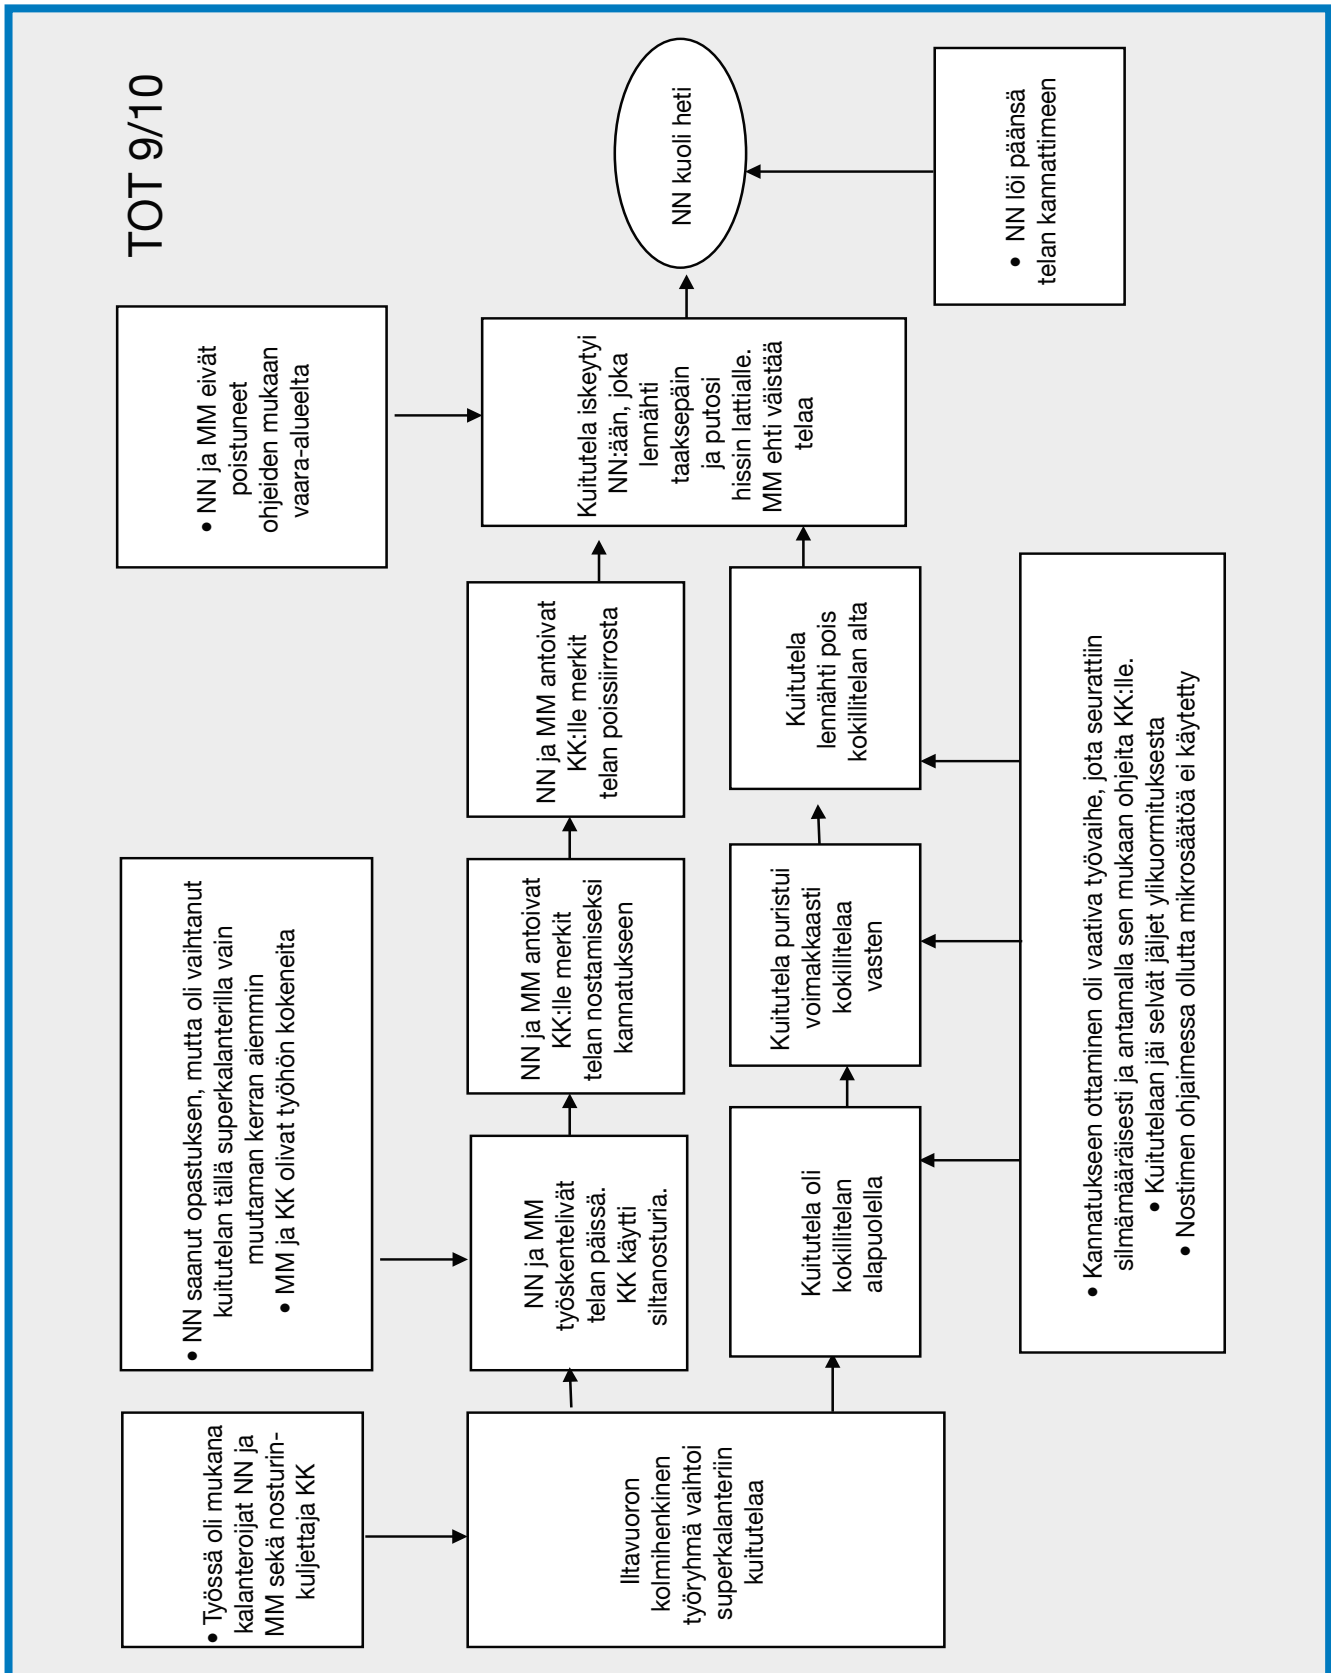 TOT 9/10
• Työssä oli mukana
kalanteroijat NN ja
MM sekä nosturin-
kuljettaja KK
• NN saanut opastuksen, mutta oli vaihtanut
kuitutelan tällä superkalanterilla vain
muutaman kerran aiemmin
• MM ja KK olivat työhön kokeneita
• NN ja MM eivät
poistuneet
ohjeiden mukaan
vaara-alueelta
Iltavuoron
kolmihenkinen
työryhmä vaihtoi
superkalanteriin
kuitutelaa
NN ja MM
työskentelivät
telan päissä.
KK käytti
siltanosturia.
NN ja MM antoivat
KK:lle merkit
telan nostamiseksi
kannatukseen
NN ja MM antoivat
KK:lle merkit
telan poissiirrosta
Kuitutela iskeytyi
NN:ään, joka
lennähti
taaksepäin
ja putosi
hissin lattialle.
MM ehti väistää
telaa
NN kuoli heti
Kuitutela oli
kokillitelan
alapuolella
Kuitutela puristui
voimakkaasti
kokillitelaa
vasten
Kuitutela
lennähti pois
kokillitelan alta
• Kannatukseen ottaminen oli vaativa työvaihe, jota seurattiin
silmämääräisesti ja antamalla sen mukaan ohjeita KK:lle.
• Kuitutelaan jäi selvät jäljet ylikuormituksesta
• Nostimen ohjaimessa ollutta mikrosäätöä ei käytetty
• NN löi päänsä
telan kannattimeen